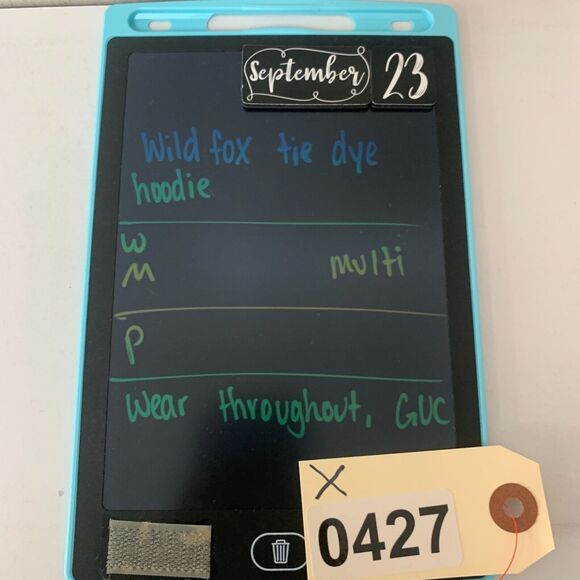 September 23
Wild fox tie dye
hoodie
W
M multi
P
Wear throughout, GUC
X
0427